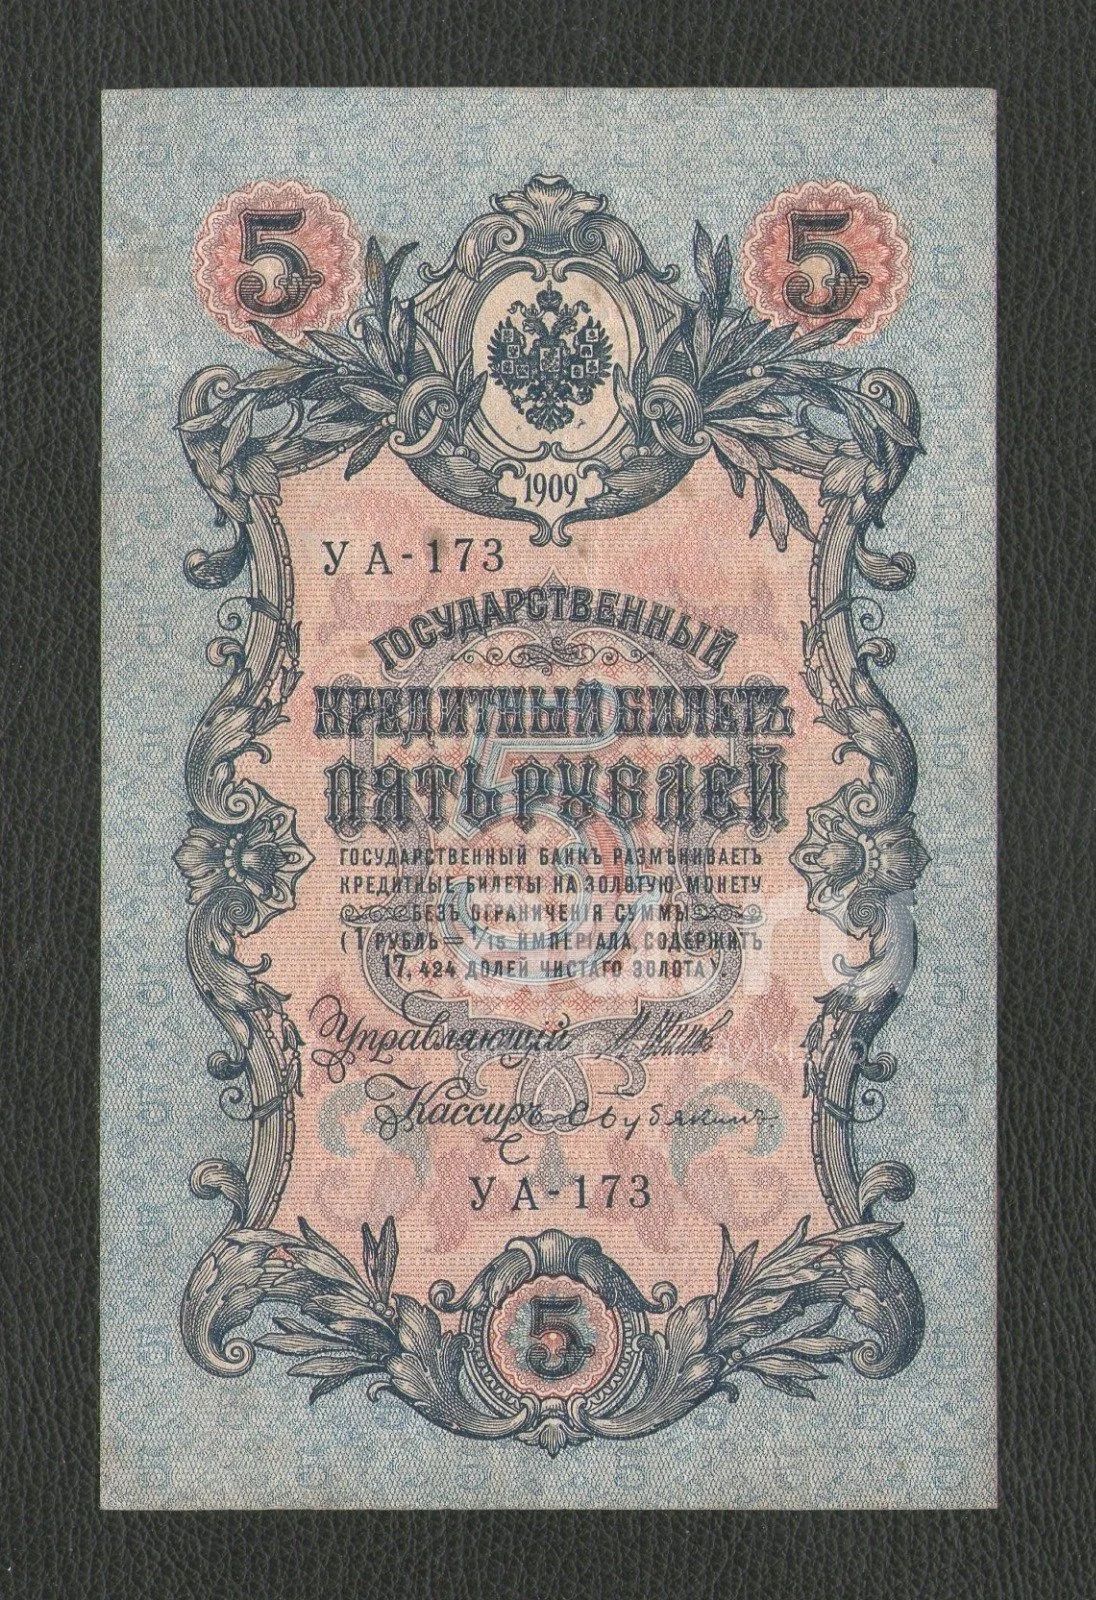 5 5
1909
УА-173
ГОСУДАРСТВЕННЫЙ
КРЕДИТНЫЙ БИЛЕТЪ
ПЯТЬ РУБЛЕЙ
5
ГОСУДАРСТВЕННЫЙ БАНКЪ РАЗМѢНИВАЕТЪ
КРЕДИТНЫЕ БИЛЕТЫ НА ЗОЛОТУЮ МОНЕТУ
БЕЗЪ ОГРАНИЧЕНІЯ СУММЫ
(1 РУБЛЬ = 1/15 ИМПЕРІАЛА, СОДЕРЖИТЪ
17,424 ДОЛЕЙ ЧИСТАГО ЗОЛОТА).
Управляющій
Кассиръ
УА-173
5